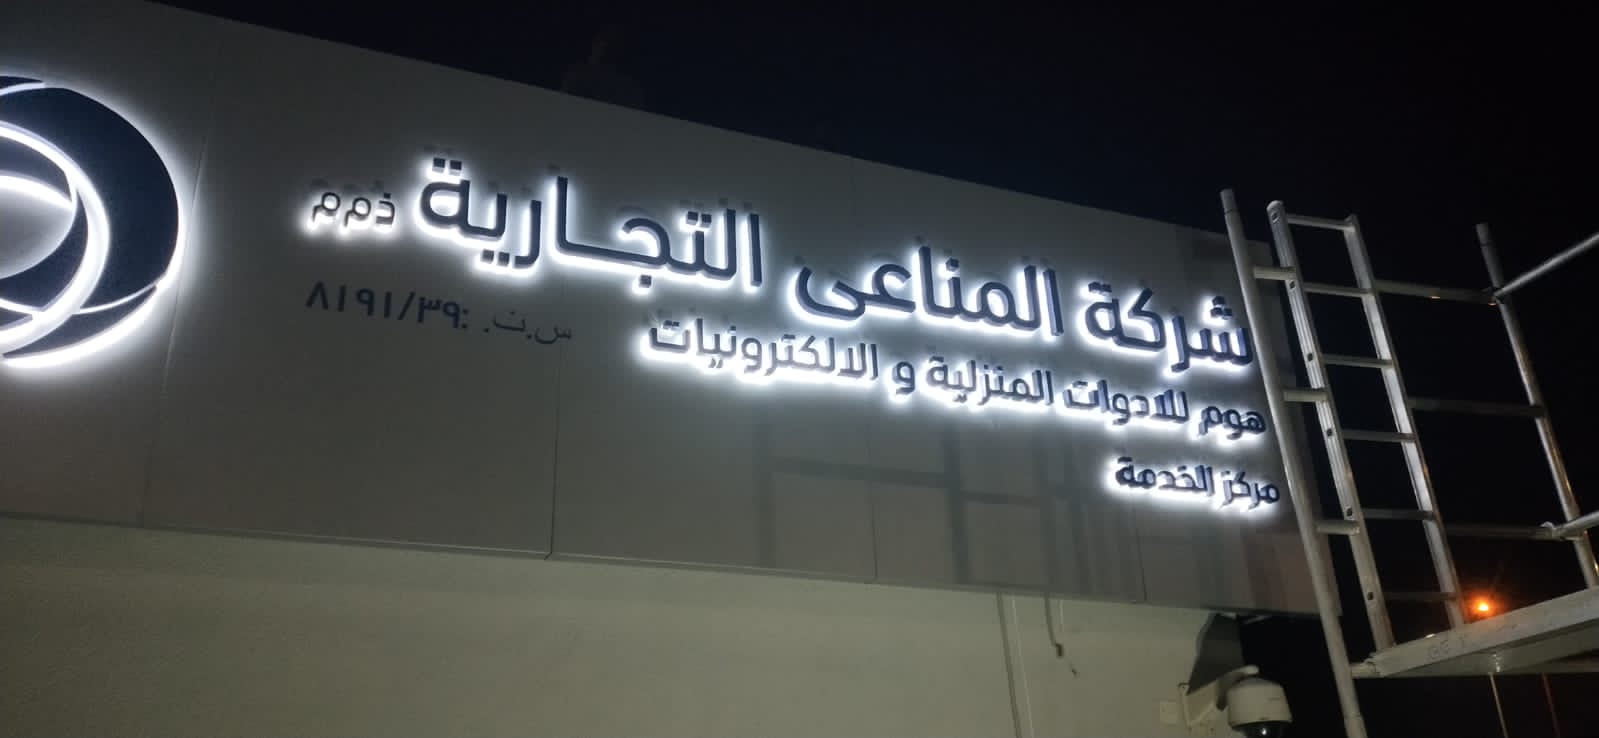 شركة المناعى التجارية ذ.م.م
هوم للادوات المنزلية و الالكترونيات
س.ت. :٨١٩١/٣٩
مركز الخدمة